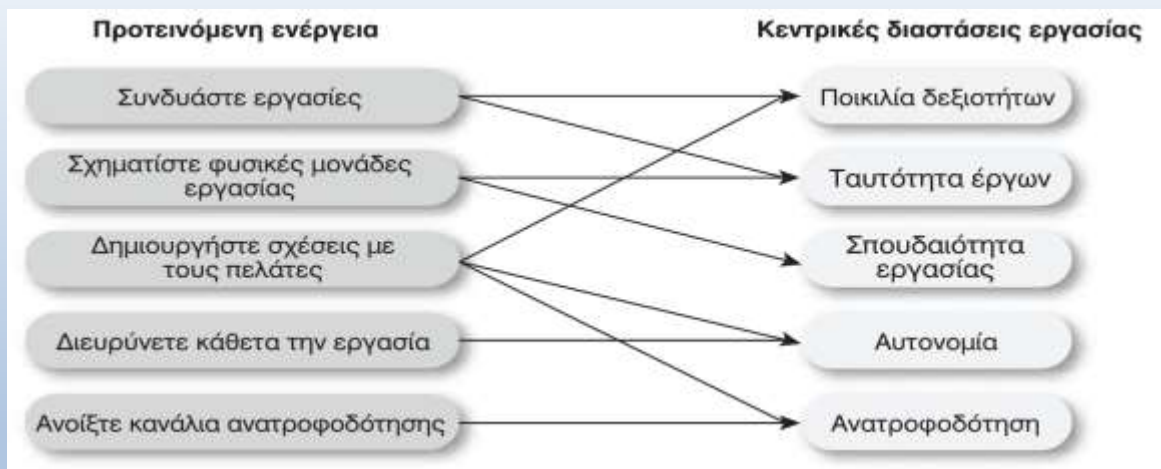 Προτεινόμενη ενέργεια
Κεντρικές διαστάσεις εργασίας
Συνδυάστε εργασίες
Ποικιλία δεξιοτήτων
Σχηματίστε φυσικές μονάδες
εργασίας
Ταυτότητα έργων
Δημιουργήστε σχέσεις με
τους πελάτες
Σπουδαιότητα
εργασίας
Διευρύνετε κάθετα την εργασία
Αυτονομία
Ανοίξτε κανάλια ανατροφοδότησης
Ανατροφοδότηση